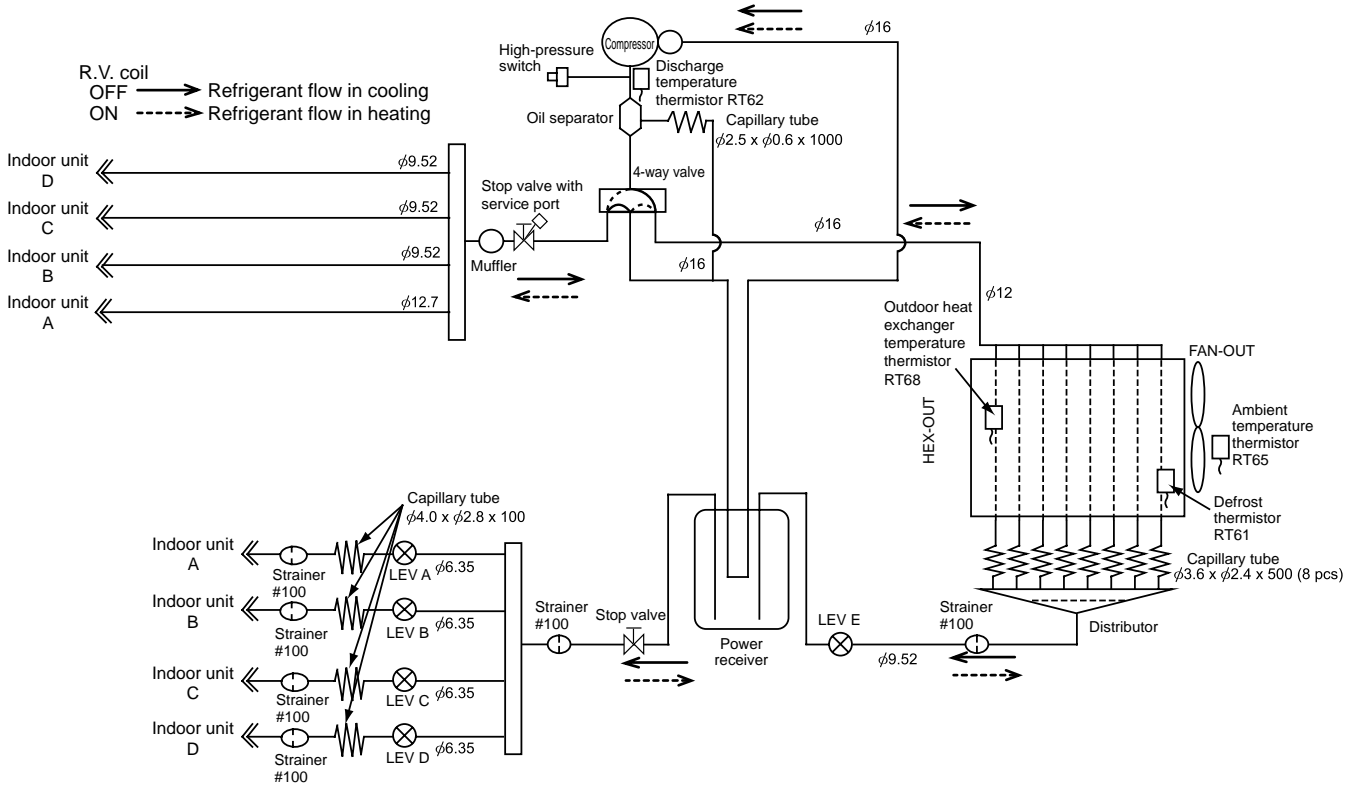 ϕ16
Compressor
High-pressure
switch
Discharge
temperature
thermistor RT62
R.V. coil
OFF Refrigerant flow in cooling
ON Refrigerant flow in heating
Oil separator
Capillary tube
ϕ2.5 x ϕ0.6 x 1000
Indoor unit
D
ϕ9.52
4-way valve
Stop valve with
service port
Indoor unit
C
ϕ9.52
ϕ16
Indoor unit
B
ϕ9.52
Muffler
ϕ16
Indoor unit
A
ϕ12.7
ϕ12
Outdoor heat
exchanger
temperature
thermistor
RT68
FAN-OUT
HEX-OUT
Ambient
temperature
thermistor
RT65
Defrost
thermistor
RT61
Capillary tube
ϕ4.0 x ϕ2.8 x 100
Capillary tube
ϕ3.6 x ϕ2.4 x 500 (8 pcs)
Indoor unit
A
Strainer
#100
LEV A
ϕ6.35
Indoor unit
B
Strainer
#100
LEV B
ϕ6.35
Strainer
#100
Stop valve
Power
receiver
LEV E
ϕ9.52
Strainer
#100
Distributor
Indoor unit
C
Strainer
#100
LEV C
ϕ6.35
Indoor unit
D
Strainer
#100
LEV D
ϕ6.35